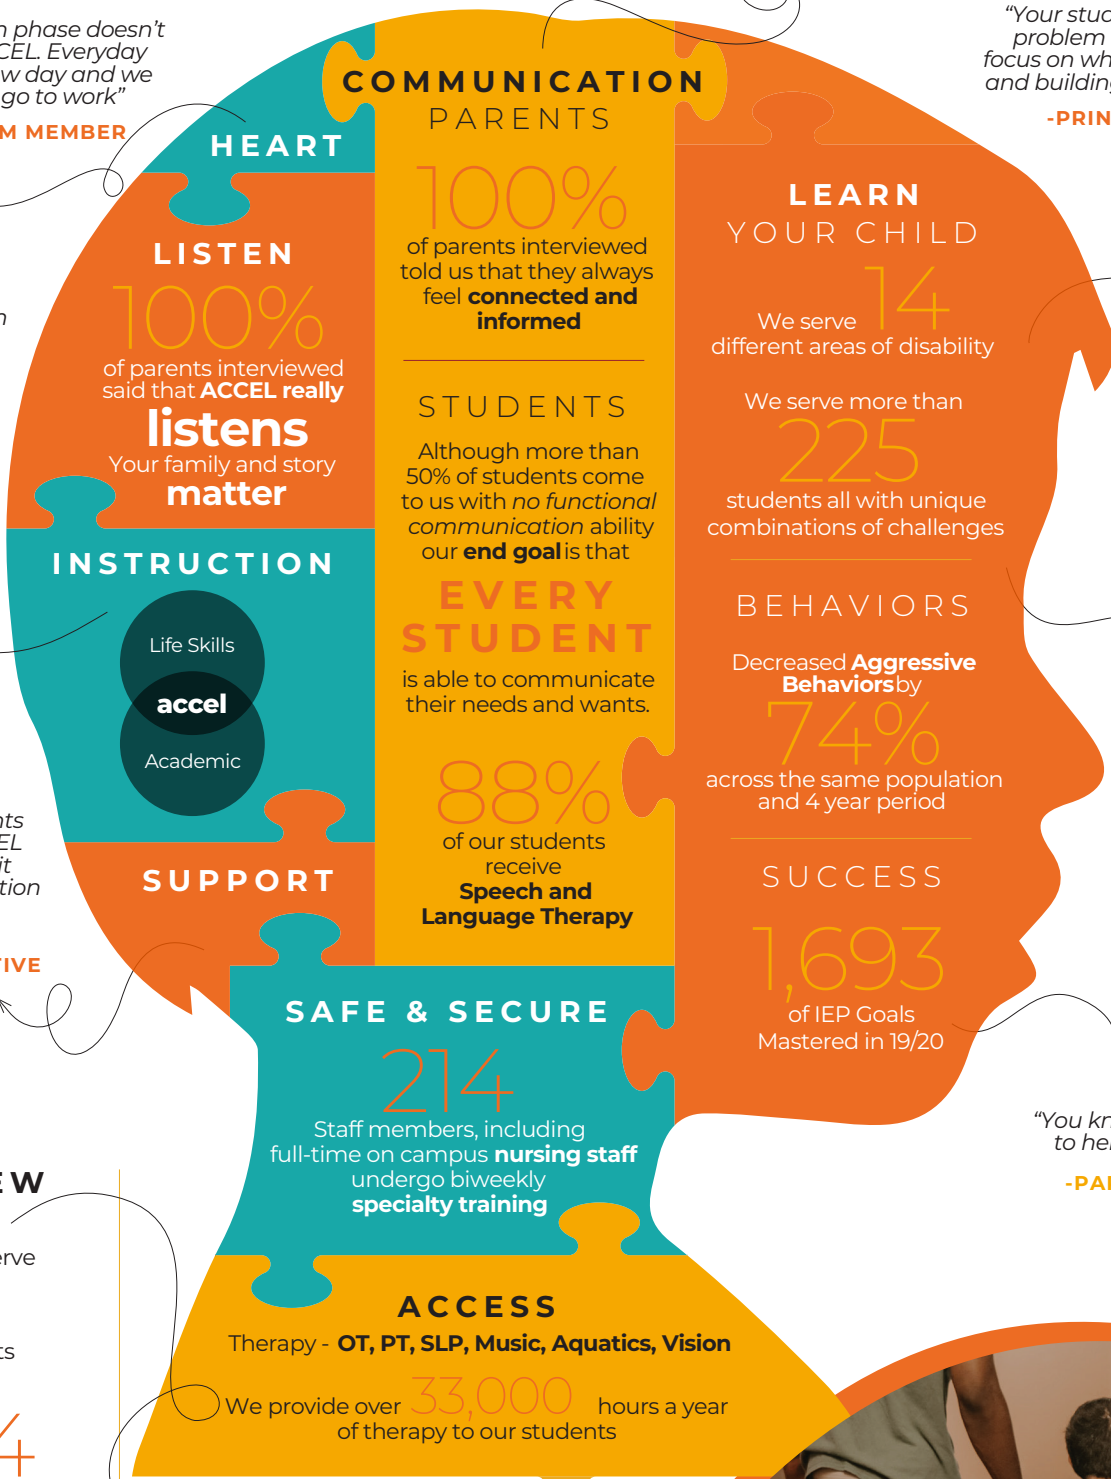 n phase doesn't
CEL. Everyday
w day and we
go to work"
M MEMBER
"Your stud
problem
focus on wh
and building
-PRIN
HEART
LISTEN
100%
of parents interviewed
said that ACCEL really
listens
Your family and story
matter
INSTRUCTION
Life Skills
accel
Academic
SUPPORT
COMMUNICATION
PARENTS
100%
of parents interviewed
told us that they always
feel connected and
informed
STUDENTS
Although more than
50% of students come
to us with no functional
communication ability
our end goal is that
EVERY
STUDENT
is able to communicate
their needs and wants.
88%
of our students
receive
Speech and
Language Therapy
LEARN
YOUR CHILD
We serve 14
different areas of disability
We serve more than
225
students all with unique
combinations of challenges
BEHAVIORS
Decreased Aggressive
Behaviors by
74%
across the same population
and 4 year period
SUCCESS
1,693
of IEP Goals
Mastered in 19/20
SAFE & SECURE
214
Staff members, including
full-time on campus nursing staff
undergo biweekly
specialty training
ACCESS
Therapy - OT, PT, SLP, Music, Aquatics, Vision
We provide over 33,000 hours a year
of therapy to our students
nts
EL
it
tion
IVE
EW
erve
ts
4
"You kn
to hel
-PA